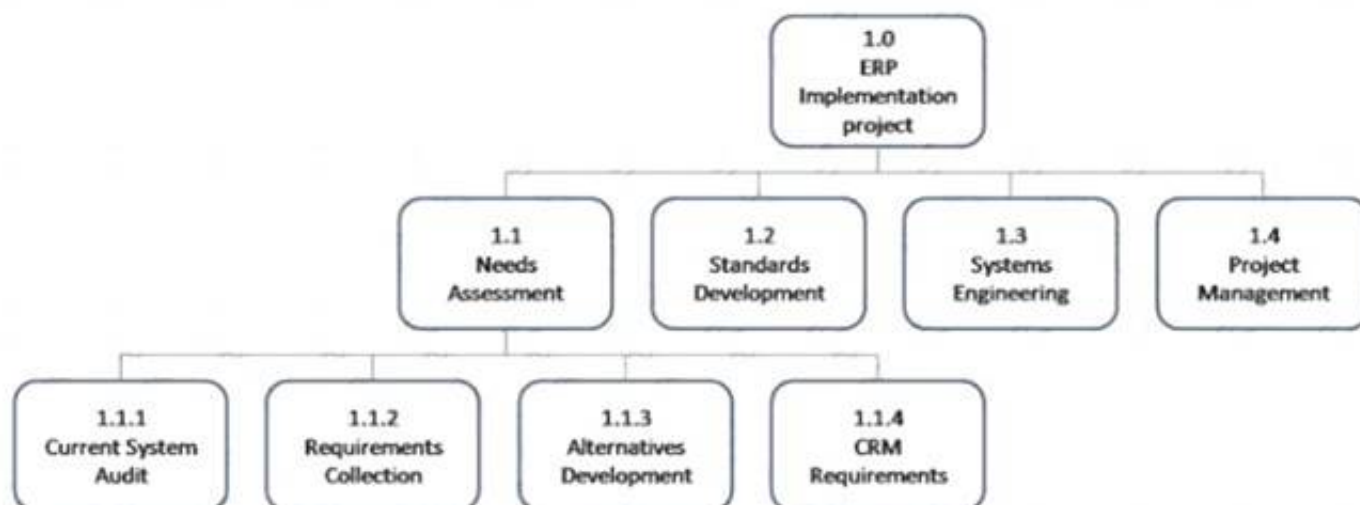 1.0
ERP
Implementation
project
1.1
Needs
Assessment
1.2
Standards
Development
1.3
Systems
Engineering
1.4
Project
Management
1.1.1
Current System
Audit
1.1.2
Requirements
Collection
1.1.3
Alternatives
Development
1.1.4
CRM
Requirements